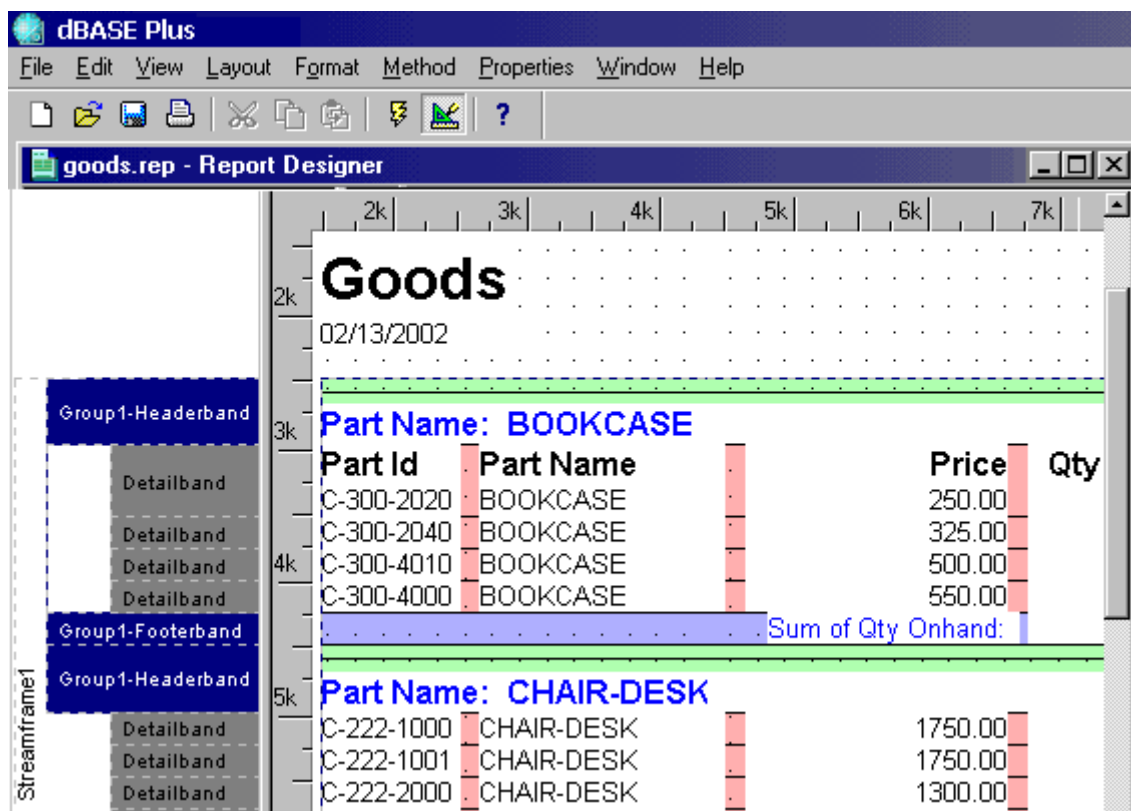 dBASE Plus
File Edit View Layout Format Method Properties Window Help
?
goods.rep - Report Designer
2k 3k 4k 5k 6k 7k
2k
Goods
02/13/2002
Group1-Headerband
3k
Part Name: BOOKCASE
Detailband
Part Id Part Name Price Qty
C-300-2020 BOOKCASE 250.00
Detailband
C-300-2040 BOOKCASE 325.00
Detailband
4k
C-300-4010 BOOKCASE 500.00
Detailband
C-300-4000 BOOKCASE 550.00
Group1-Footerband
Sum of Qty Onhand:
Group1-Headerband
5k
Part Name: CHAIR-DESK
Detailband
C-222-1000 CHAIR-DESK 1750.00
Detailband
C-222-1001 CHAIR-DESK 1750.00
Detailband
C-222-2000 CHAIR-DESK 1300.00
Streamframe1